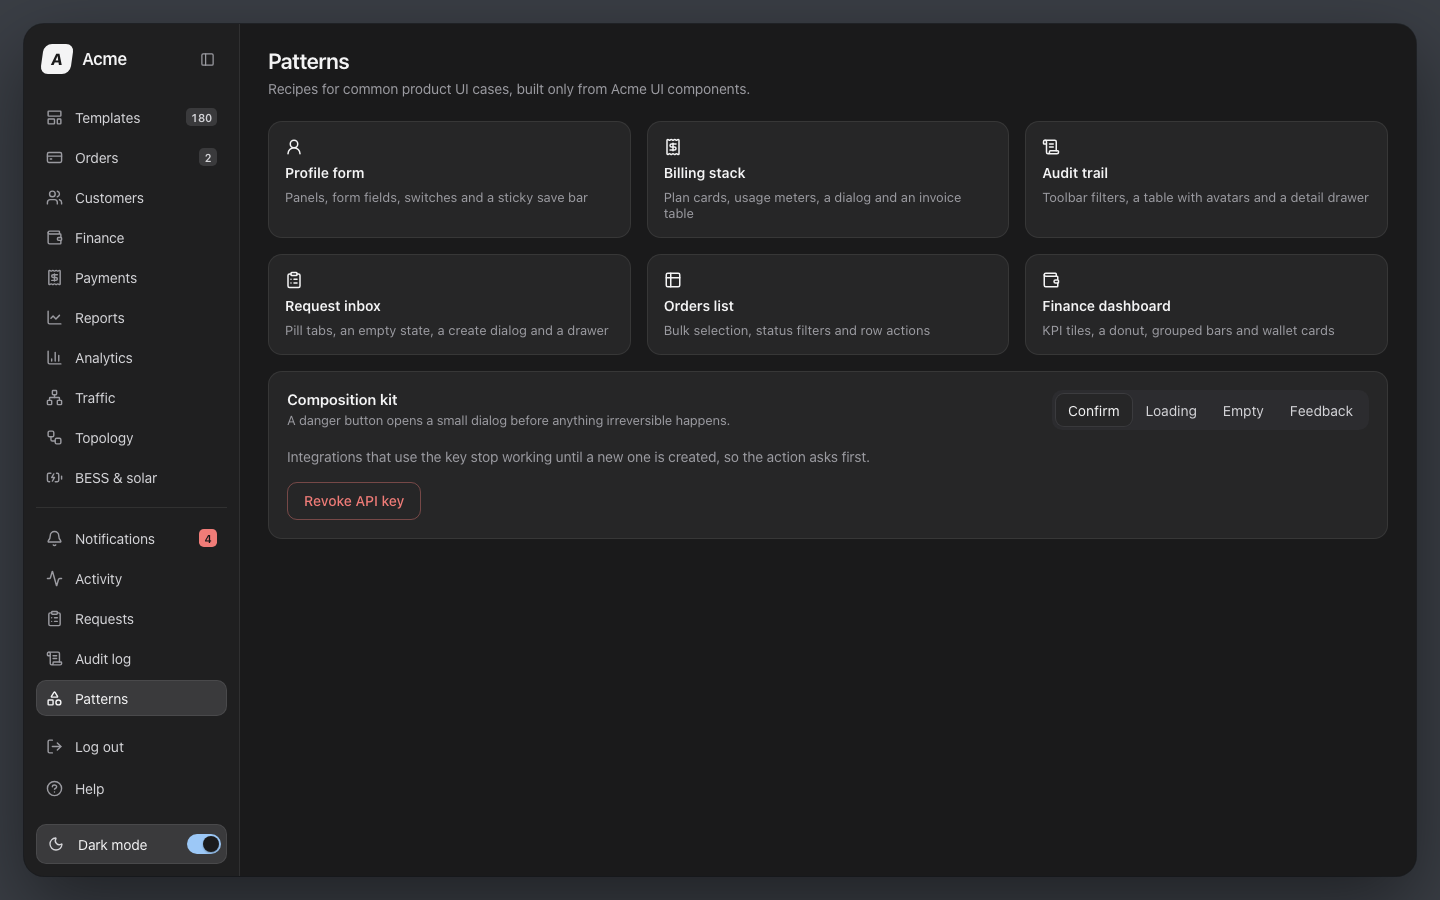 A Acme
Templates 180
Orders 2
Customers
Finance
Payments
Reports
Analytics
Traffic
Topology
BESS & solar
Notifications 4
Activity
Requests
Audit log
Patterns
Log out
Help
Dark mode
Patterns
Recipes for common product UI cases, built only from Acme UI components.
Profile form
Panels, form fields, switches and a sticky save bar
Billing stack
Plan cards, usage meters, a dialog and an invoice
table
Audit trail
Toolbar filters, a table with avatars and a detail drawer
Request inbox
Pill tabs, an empty state, a create dialog and a drawer
Orders list
Bulk selection, status filters and row actions
Finance dashboard
KPI tiles, a donut, grouped bars and wallet cards
Composition kit
A danger button opens a small dialog before anything irreversible happens.
Confirm Loading Empty Feedback
Integrations that use the key stop working until a new one is created, so the action asks first.
Revoke API key